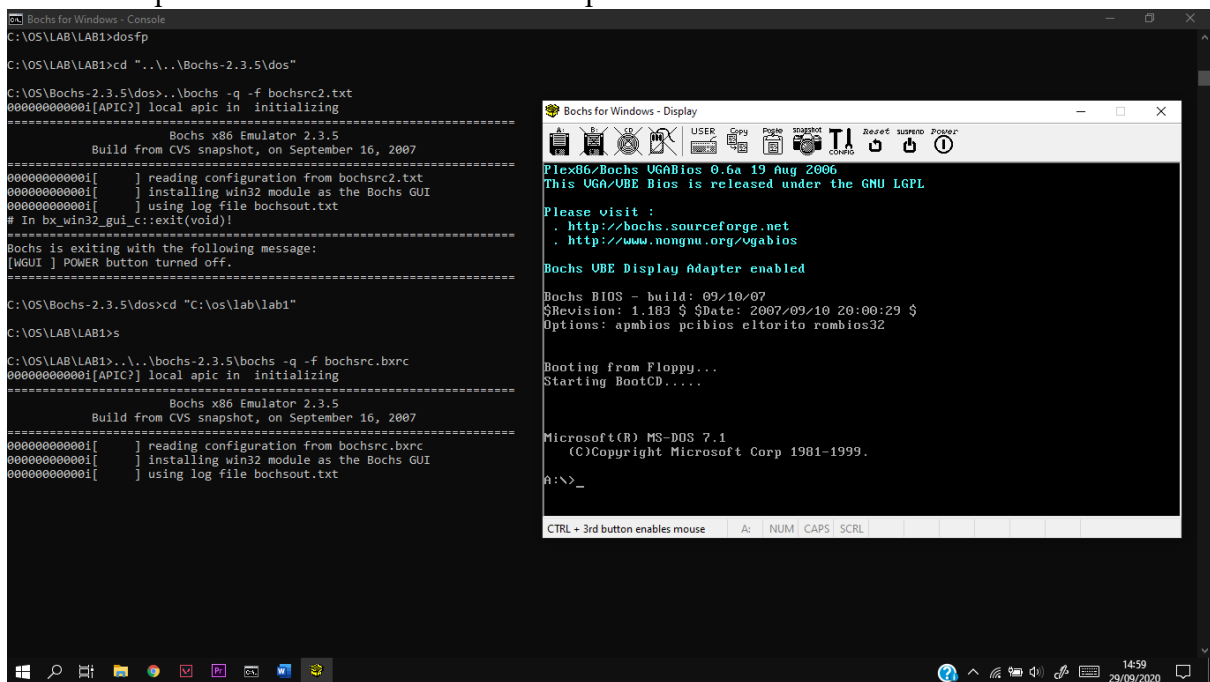 Bochs for Windows - Console
C:\OS\LAB\LAB1>dosfp
C:\OS\LAB\LAB1>cd "..\..\Bochs-2.3.5\dos"
C:\OS\Bochs-2.3.5\dos>..\bochs -q -f bochsrc2.txt
00000000000i[APIC?] local apic in  initializing
========================================================================
Bochs x86 Emulator 2.3.5
Build from CVS snapshot, on September 16, 2007
========================================================================
00000000000i[     ] reading configuration from bochsrc2.txt
00000000000i[     ] installing win32 module as the Bochs GUI
00000000000i[     ] using log file bochsout.txt
# In bx_win32_gui_c::exit(void)!
========================================================================
Bochs is exiting with the following message:
[WGUI ] POWER button turned off.
========================================================================
C:\OS\Bochs-2.3.5\dos>cd "C:\os\lab\lab1"
C:\OS\LAB\LAB1>s
C:\OS\LAB\LAB1>..\..\bochs-2.3.5\bochs -q -f bochsrc.bxrc
00000000000i[APIC?] local apic in  initializing
========================================================================
Bochs x86 Emulator 2.3.5
Build from CVS snapshot, on September 16, 2007
========================================================================
00000000000i[     ] reading configuration from bochsrc.bxrc
00000000000i[     ] installing win32 module as the Bochs GUI
00000000000i[     ] using log file bochsout.txt
Bochs for Windows - Display
A: B: CD USER Copy Paste snapshot CONFIG Reset SUSPEND Power
Plex86/Bochs VGABios 0.6a 19 Aug 2006
This VGA/VBE Bios is released under the GNU LGPL
Please visit :
. http://bochs.sourceforge.net
. http://www.nongnu.org/vgabios
Bochs VBE Display Adapter enabled
Bochs BIOS - build: 09/10/07
$Revision: 1.183 $ $Date: 2007/09/10 20:00:29 $
Options: apmbios pcibios eltorito rombios32
Booting from Floppy...
Starting BootCD.....
Microsoft(R) MS-DOS 7.1
(C)Copyright Microsoft Corp 1981-1999.
A:\>_
CTRL + 3rd button enables mouse A: NUM CAPS SCRL
14:59
29/09/2020